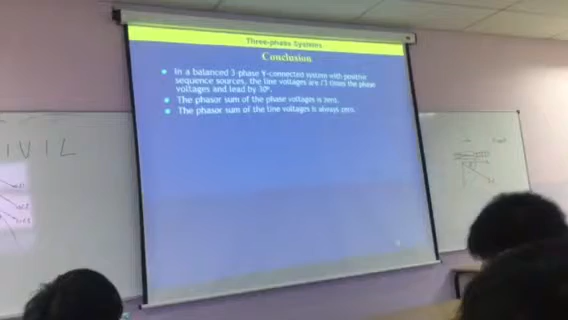 Three-phase Systems
Conclusion
In a balanced 3-phase Y-connected system with positive
sequence sources, the line voltages are √3 times the phase
voltages and lead by 30º.
The phasor sum of the phase voltages is zero.
The phasor sum of the line voltages is always zero.
I V I L